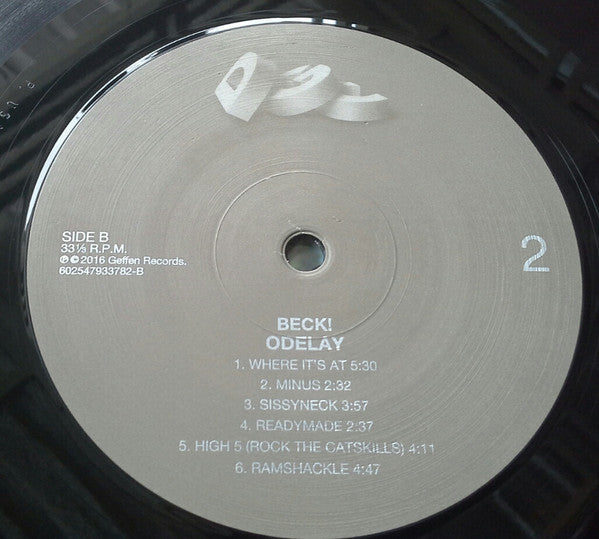 SIDE B
33⅓ R.P.M.
℗ © 2016 Geffen Records.
602547933782-B
2
BECK!
ODELAY
1. WHERE IT'S AT 5:30
2. MINUS 2:32
3. SISSYNECK 3:57
4. READYMADE 2:37
5. HIGH 5 (ROCK THE CATSKILLS) 4:11
6. RAMSHACKLE 4:47